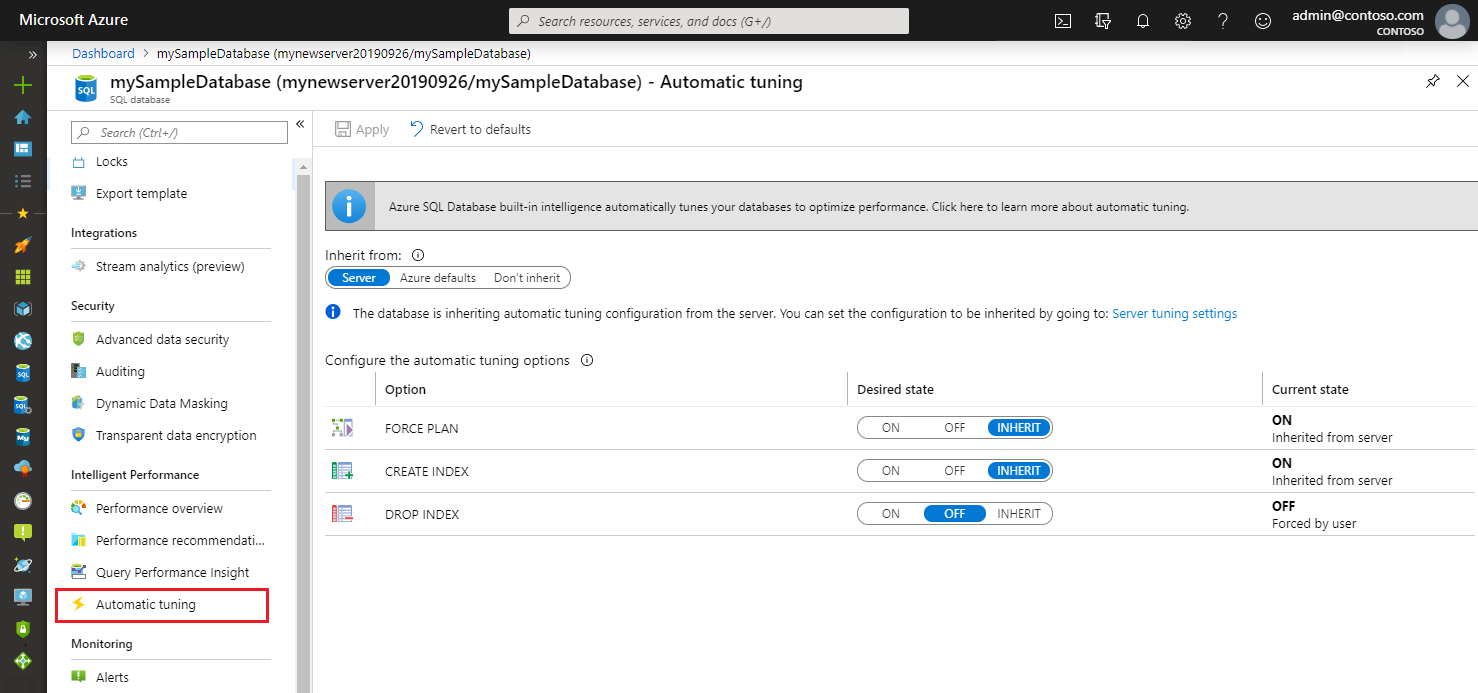 Microsoft Azure
Search resources, services, and docs (G+/)
admin@contoso.com
CONTOSO
Dashboard > mySampleDatabase (mynewserver20190926/mySampleDatabase)
mySampleDatabase (mynewserver20190926/mySampleDatabase) - Automatic tuning
SQL database
Search (Ctrl+/)
Locks
Export template
Integrations
Stream analytics (preview)
Security
Advanced data security
Auditing
Dynamic Data Masking
Transparent data encryption
Intelligent Performance
Performance overview
Performance recommendati...
Query Performance Insight
Automatic tuning
Monitoring
Alerts
Apply
Revert to defaults
Azure SQL Database built-in intelligence automatically tunes your databases to optimize performance. Click here to learn more about automatic tuning.
Inherit from:
Server Azure defaults Don't inherit
The database is inheriting automatic tuning configuration from the server. You can set the configuration to be inherited by going to: Server tuning settings
Configure the automatic tuning options
Option Desired state Current state
FORCE PLAN ON OFF INHERIT ON
Inherited from server
CREATE INDEX ON OFF INHERIT ON
Inherited from server
DROP INDEX ON OFF INHERIT OFF
Forced by user